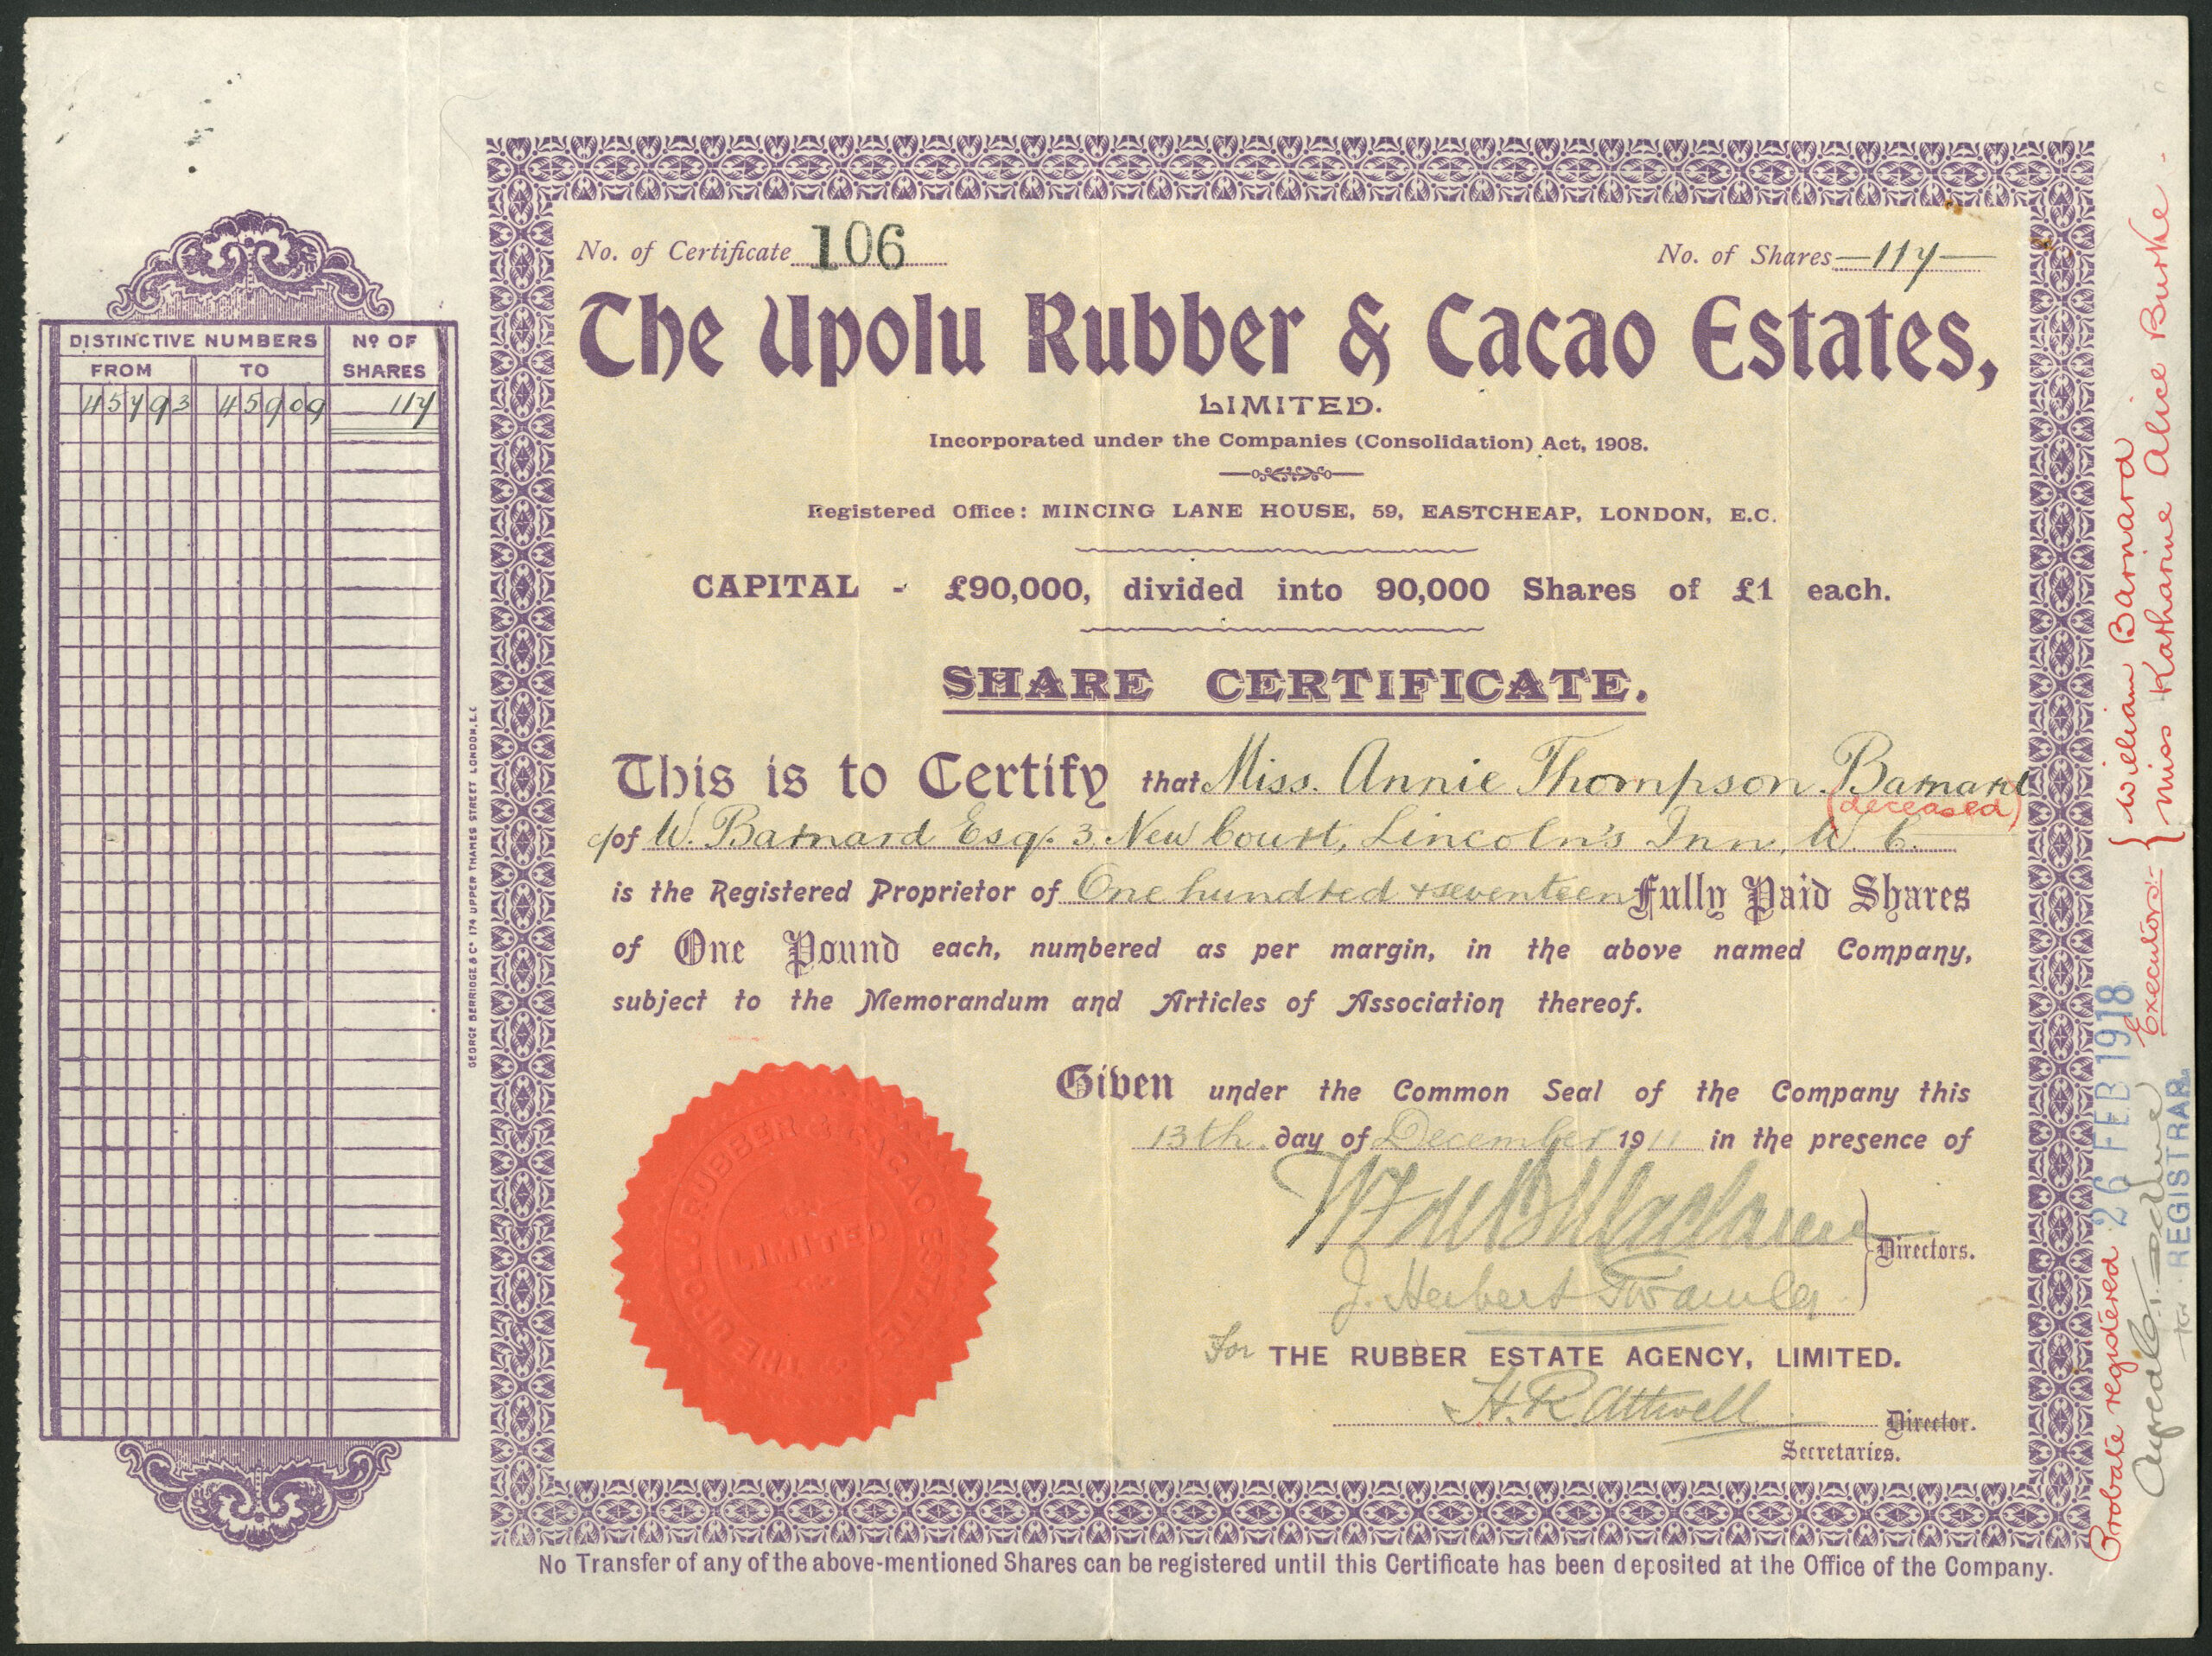 No. of Certificate 106
No. of Shares—117—
The Upolu Rubber & Cacao Estates,
LIMITED.
Incorporated under the Companies (Consolidation) Act, 1908.
Registered Office: MINCING LANE HOUSE, 59, EASTCHEAP, LONDON, E.C.
CAPITAL - £90,000, divided into 90,000 Shares of £1 each.
SHARE CERTIFICATE.
This is to Certify that Miss. Annie Thompson Barnard
(deceased)
c/of W. Barnard Esq. 3. New Court, Lincoln's Inn, W. C.
is the Registered Proprietor of One hundred & seventeen Fully Paid Shares
of One Pound each, numbered as per margin, in the above named Company,
subject to the Memorandum and Articles of Association thereof.
Given under the Common Seal of the Company this
13th day of December 1911 in the presence of
Directors.
J. Herbert
For THE RUBBER ESTATE AGENCY, LIMITED.
H. R. Attwell
Director.
Secretaries.
No Transfer of any of the above-mentioned Shares can be registered until this Certificate has been deposited at the Office of the Company.
DISTINCTIVE NUMBERS
Nº OF SHARES
FROM TO
45793 45909 117
GEORGE BERRIDGE & Cº 174 UPPER THAMES STREET LONDON, E.C
THE UPOLU RUBBER & CACAO ESTATES
LIMITED
Probate registered 26 FEB 1918
Executors:- { William Barnard
Miss Katharine Alice Burke.
for REGISTRAR